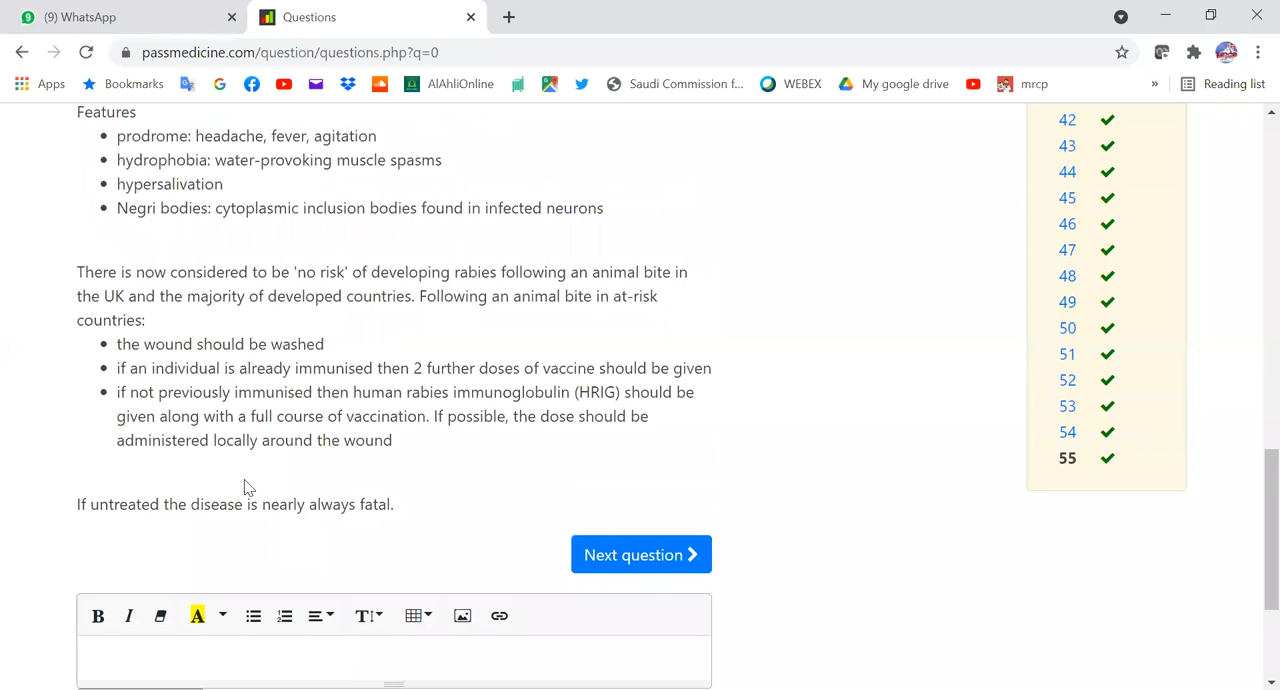 (9) WhatsApp
Questions
passmedicine.com/question/questions.php?q=0
Apps Bookmarks AlAhliOnline Saudi Commission f... WEBEX My google drive mrcp » Reading list
Features
prodrome: headache, fever, agitation
hydrophobia: water-provoking muscle spasms
hypersalivation
Negri bodies: cytoplasmic inclusion bodies found in infected neurons
There is now considered to be 'no risk' of developing rabies following an animal bite in
the UK and the majority of developed countries. Following an animal bite in at-risk
countries:
the wound should be washed
if an individual is already immunised then 2 further doses of vaccine should be given
if not previously immunised then human rabies immunoglobulin (HRIG) should be
given along with a full course of vaccination. If possible, the dose should be
administered locally around the wound
If untreated the disease is nearly always fatal.
Next question
B I A T
42
43
44
45
46
47
48
49
50
51
52
53
54
55